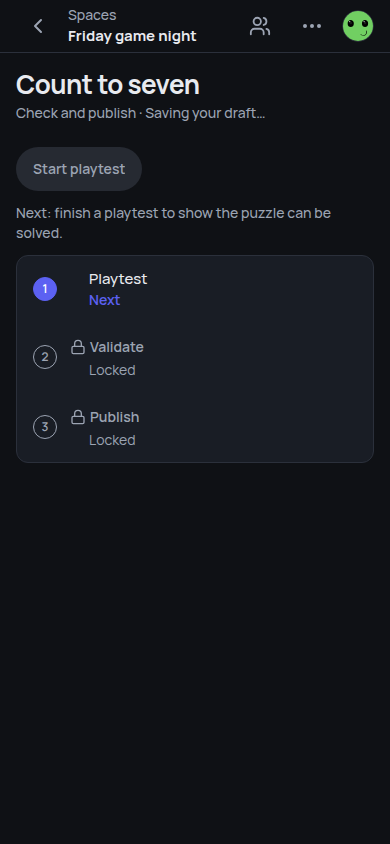 Spaces
Friday game night
Count to seven
Check and publish · Saving your draft…
Start playtest
Next: finish a playtest to show the puzzle can be
solved.
1
Playtest
Next
2
Validate
Locked
3
Publish
Locked